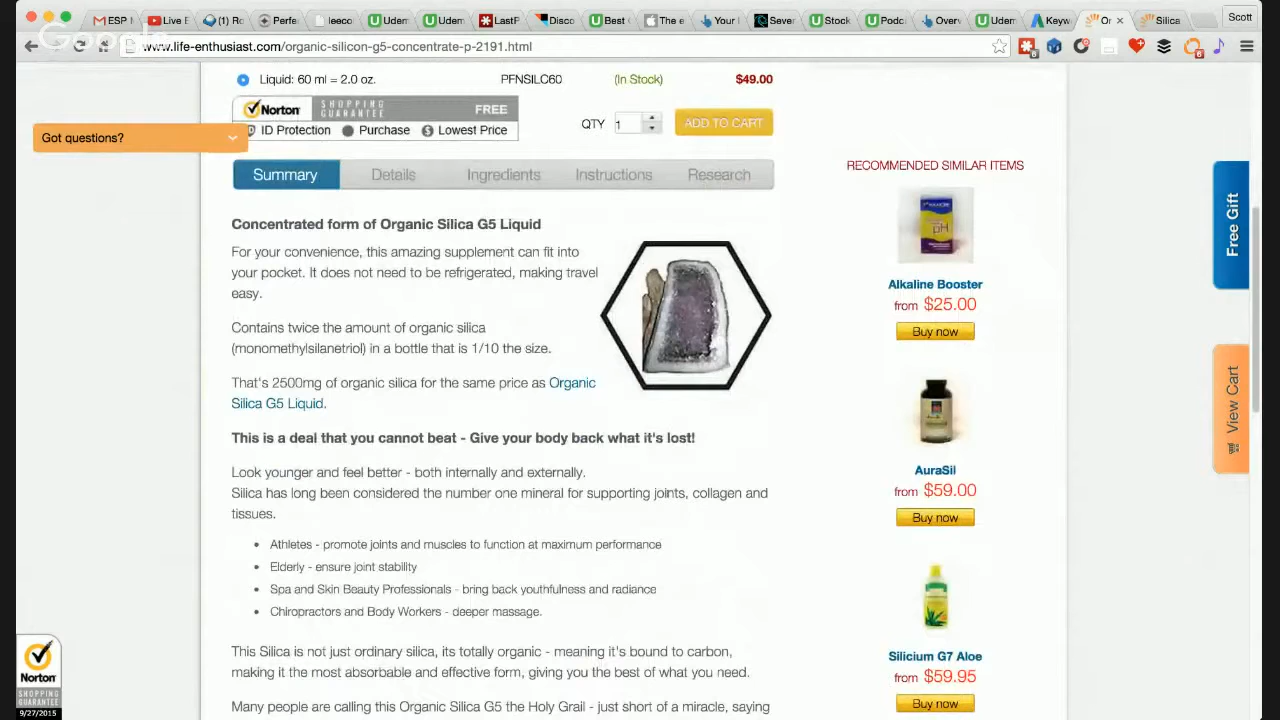 ESP M
Live E
Ro
Perfe
leeco
Udem
Udem
LastP
Disco
Best
The e
Your
Sever
Stock
Podc
Overv
Udem
Keyw
Or
Silica
Scott
Google
www.life-enthusiast.com/organic-silicon-g5-concentrate-p-2191.html
Liquid: 60 ml = 2.0 oz. PFNSILC60 (In Stock) $49.00
Norton SHOPPING GUARANTEE FREE
ID Protection Purchase Lowest Price
QTY 1 ADD TO CART
Got questions?
Summary Details Ingredients Instructions Research
Concentrated form of Organic Silica G5 Liquid
For your convenience, this amazing supplement can fit into
your pocket. It does not need to be refrigerated, making travel
easy.
Contains twice the amount of organic silica
(monomethylsilanetriol) in a bottle that is 1/10 the size.
That's 2500mg of organic silica for the same price as Organic
Silica G5 Liquid.
This is a deal that you cannot beat - Give your body back what it's lost!
Look younger and feel better - both internally and externally.
Silica has long been considered the number one mineral for supporting joints, collagen and
tissues.
Athletes - promote joints and muscles to function at maximum performance
Elderly - ensure joint stability
Spa and Skin Beauty Professionals - bring back youthfulness and radiance
Chiropractors and Body Workers - deeper massage.
This Silica is not just ordinary silica, its totally organic - meaning it's bound to carbon,
making it the most absorbable and effective form, giving you the best of what you need.
Many people are calling this Organic Silica G5 the Holy Grail - just short of a miracle, saying
RECOMMENDED SIMILAR ITEMS
pH
Alkaline Booster
from $25.00
Buy now
AuraSil
from $59.00
Buy now
Silicium G7 Aloe
from $59.95
Buy now
Free Gift
View Cart
Norton
SHOPPING
GUARANTEE
9/27/2015